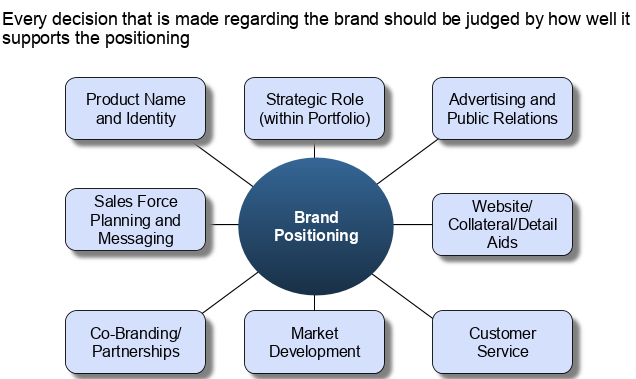 Every decision that is made regarding the brand should be judged by how well it
supports the positioning
Product Name
and Identity
Strategic Role
(within Portfolio)
Advertising and
Public Relations
Sales Force
Planning and
Messaging
Brand
Positioning
Website/
Collateral/Detail
Aids
Co-Branding/
Partnerships
Market
Development
Customer
Service